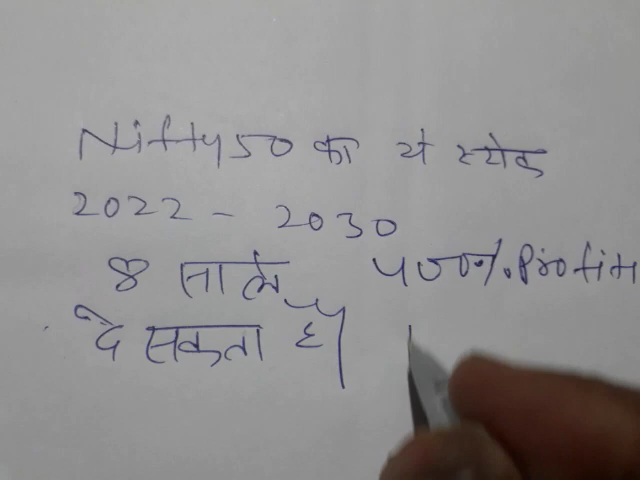 Nifty50 का ये स्टोक
2022 - 2030
8 साल 500% Profit
दे सकता है।